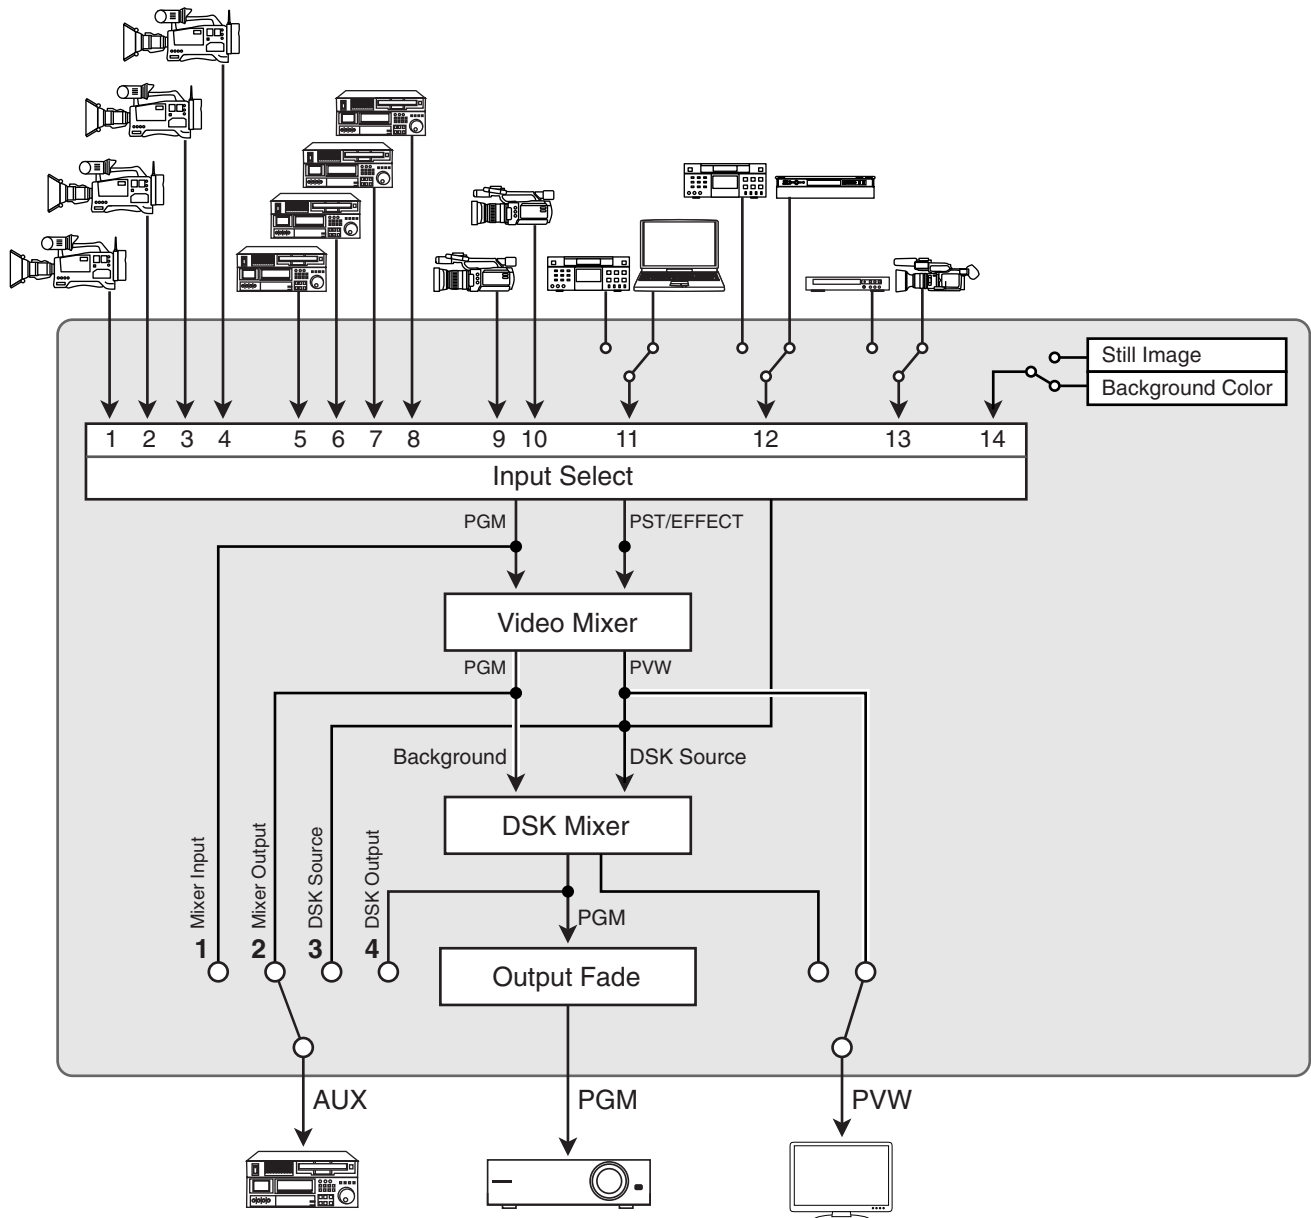 Still Image
Background Color
1 2 3 4 5 6 7 8 9 10 11 12 13 14
Input Select
PGM PST/EFFECT
Video Mixer
PGM PVW
Background DSK Source
DSK Mixer
1 Mixer Input
2 Mixer Output
3 DSK Source
4 DSK Output
PGM
Output Fade
AUX PGM PVW